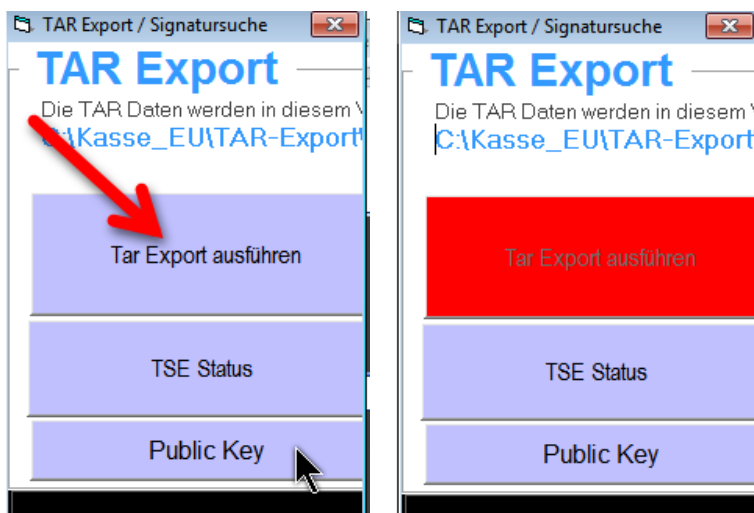 TAR Export / Signatursuche
TAR Export
Die TAR Daten werden in diesem
C:\Kasse_EU\TAR-Export\
Tar Export ausführen
TSE Status
Public Key
TAR Export / Signatursuche
TAR Export
Die TAR Daten werden in diesem
C:\Kasse_EU\TAR-Export
Tar Export ausführen
TSE Status
Public Key